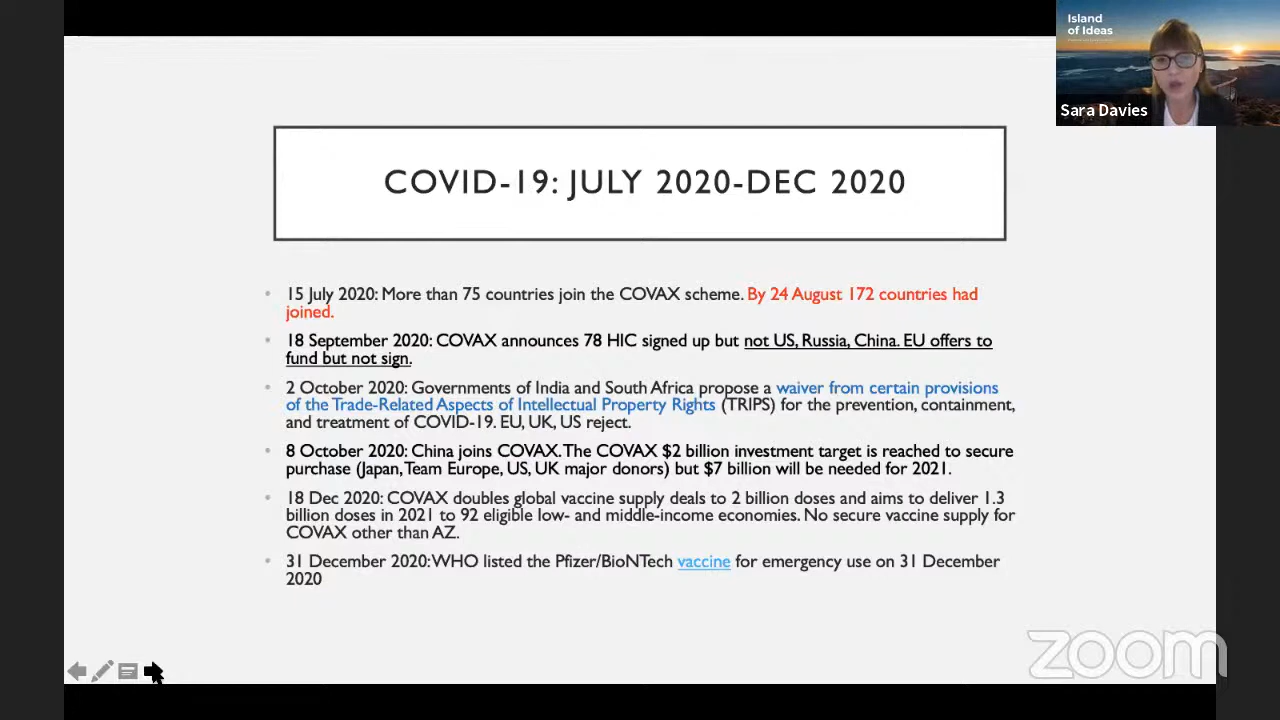 Island
of Ideas
Sara Davies
COVID-19: JULY 2020-DEC 2020
• 15 July 2020: More than 75 countries join the COVAX scheme. By 24 August 172 countries had
joined.
• 18 September 2020: COVAX announces 78 HIC signed up but not US, Russia, China. EU offers to
fund but not sign.
• 2 October 2020: Governments of India and South Africa propose a waiver from certain provisions
of the Trade-Related Aspects of Intellectual Property Rights (TRIPS) for the prevention, containment,
and treatment of COVID-19. EU, UK, US reject.
• 8 October 2020: China joins COVAX. The COVAX $2 billion investment target is reached to secure
purchase (Japan, Team Europe, US, UK major donors) but $7 billion will be needed for 2021.
• 18 Dec 2020: COVAX doubles global vaccine supply deals to 2 billion doses and aims to deliver 1.3
billion doses in 2021 to 92 eligible low- and middle-income economies. No secure vaccine supply for
COVAX other than AZ.
• 31 December 2020: WHO listed the Pfizer/BioNTech vaccine for emergency use on 31 December
2020
zoom